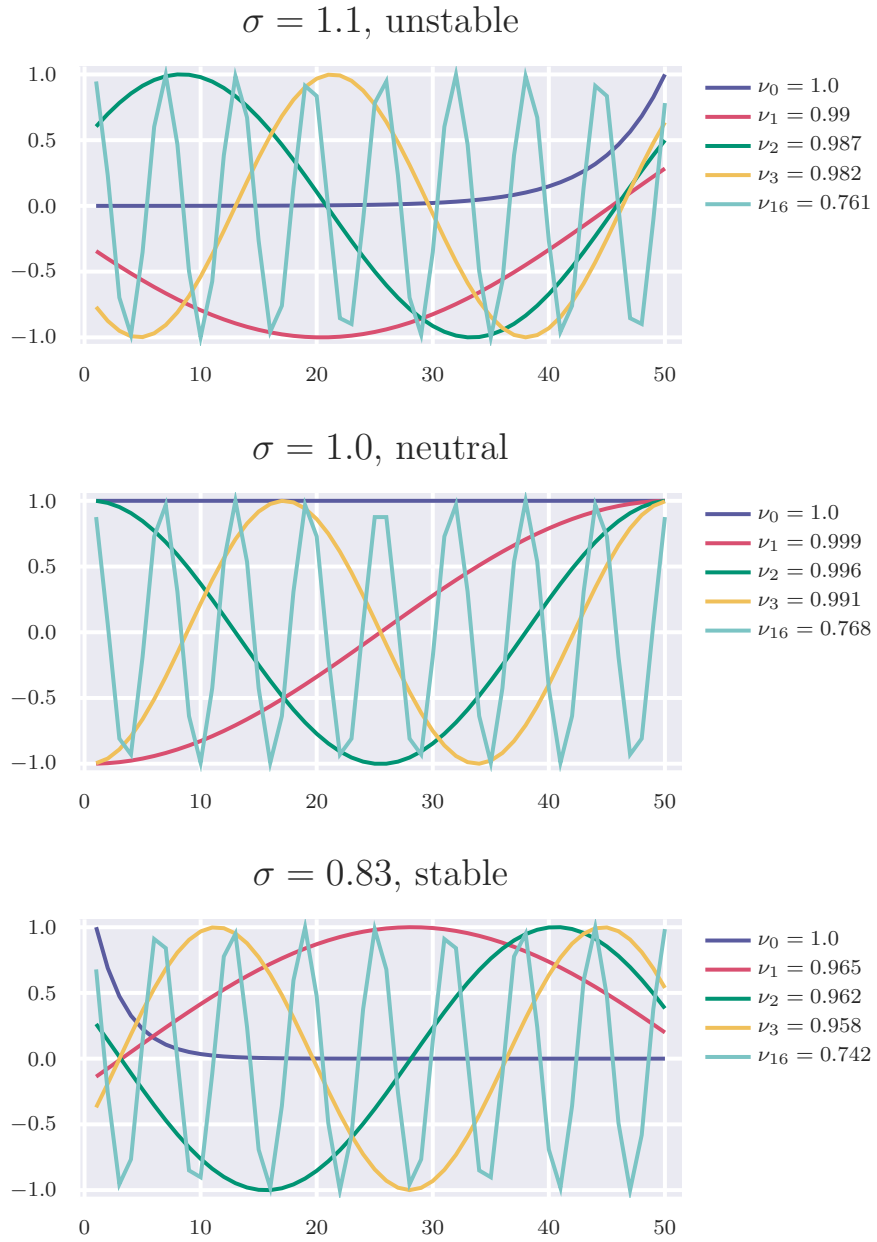 σ = 1.1, unstable
1.0
0.5
0.0
−0.5
−1.0
0 10 20 30 40 50
ν₀ = 1.0
ν₁ = 0.99
ν₂ = 0.987
ν₃ = 0.982
ν₁₆ = 0.761
σ = 1.0, neutral
1.0
0.5
0.0
−0.5
−1.0
0 10 20 30 40 50
ν₀ = 1.0
ν₁ = 0.999
ν₂ = 0.996
ν₃ = 0.991
ν₁₆ = 0.768
σ = 0.83, stable
1.0
0.5
0.0
−0.5
−1.0
0 10 20 30 40 50
ν₀ = 1.0
ν₁ = 0.965
ν₂ = 0.962
ν₃ = 0.958
ν₁₆ = 0.742